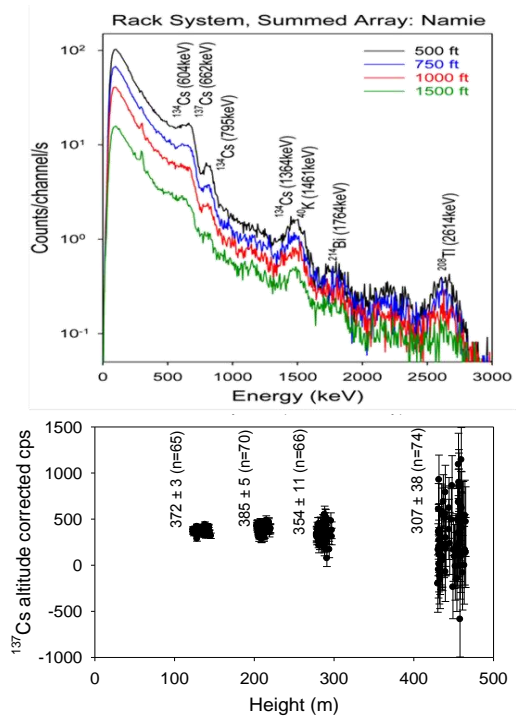 Rack System, Summed Array: Namie
10²
10¹
10⁰
10⁻¹
Counts/channel/s
¹³⁴Cs (604keV)
¹³⁷Cs (662keV)
¹³⁴Cs (795keV)
¹³⁴Cs (1364keV)
⁴⁰K (1461keV)
²¹⁴Bi (1764keV)
²⁰⁸Tl (2614keV)
500 ft
750 ft
1000 ft
1500 ft
0 500 1000 1500 2000 2500 3000
Energy (keV)
1500
1000
500
0
-500
-1000
¹³⁷Cs altitude corrected cps
372 ± 3 (n=65)
385 ± 5 (n=70)
354 ± 11 (n=66)
307 ± 38 (n=74)
0 100 200 300 400 500
Height (m)